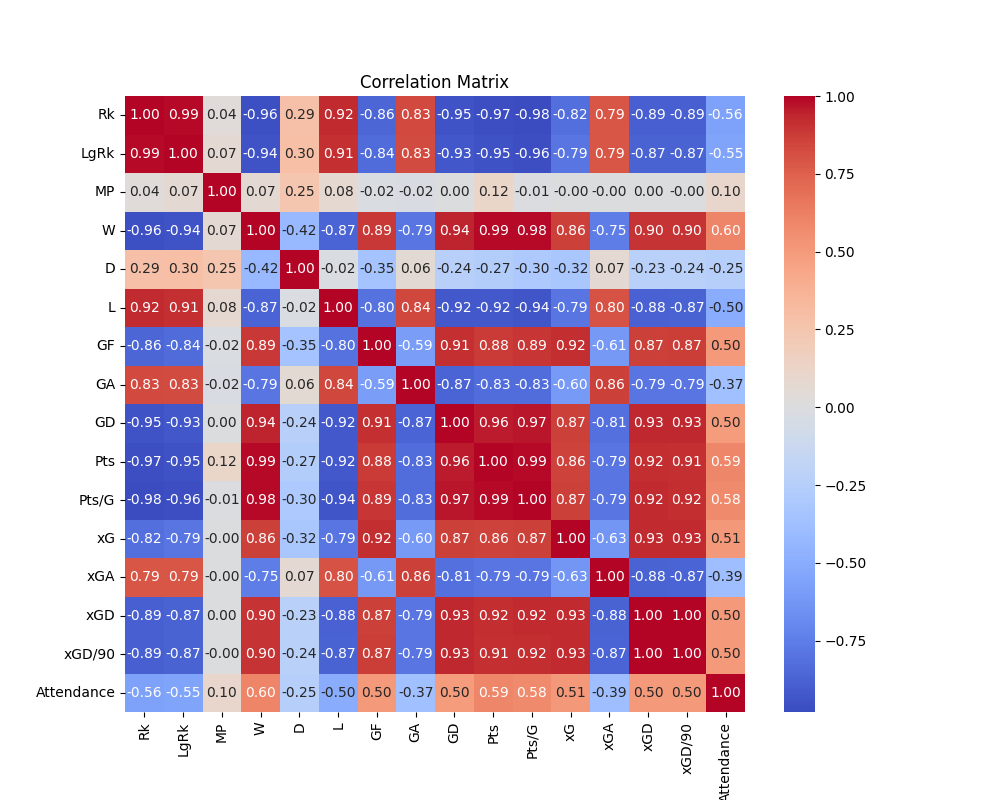 Correlation Matrix
Rk 1.00 0.99 0.04 -0.96 0.29 0.92 -0.86 0.83 -0.95 -0.97 -0.98 -0.82 0.79 -0.89 -0.89 -0.56
LgRk 0.99 1.00 0.07 -0.94 0.30 0.91 -0.84 0.83 -0.93 -0.95 -0.96 -0.79 0.79 -0.87 -0.87 -0.55
MP 0.04 0.07 1.00 0.07 0.25 0.08 -0.02 -0.02 0.00 0.12 -0.01 -0.00 -0.00 0.00 -0.00 0.10
W -0.96 -0.94 0.07 1.00 -0.42 -0.87 0.89 -0.79 0.94 0.99 0.98 0.86 -0.75 0.90 0.90 0.60
D 0.29 0.30 0.25 -0.42 1.00 -0.02 -0.35 0.06 -0.24 -0.27 -0.30 -0.32 0.07 -0.23 -0.24 -0.25
L 0.92 0.91 0.08 -0.87 -0.02 1.00 -0.80 0.84 -0.92 -0.92 -0.94 -0.79 0.80 -0.88 -0.87 -0.50
GF -0.86 -0.84 -0.02 0.89 -0.35 -0.80 1.00 -0.59 0.91 0.88 0.89 0.92 -0.61 0.87 0.87 0.50
GA 0.83 0.83 -0.02 -0.79 0.06 0.84 -0.59 1.00 -0.87 -0.83 -0.83 -0.60 0.86 -0.79 -0.79 -0.37
GD -0.95 -0.93 0.00 0.94 -0.24 -0.92 0.91 -0.87 1.00 0.96 0.97 0.87 -0.81 0.93 0.93 0.50
Pts -0.97 -0.95 0.12 0.99 -0.27 -0.92 0.88 -0.83 0.96 1.00 0.99 0.86 -0.79 0.92 0.91 0.59
Pts/G -0.98 -0.96 -0.01 0.98 -0.30 -0.94 0.89 -0.83 0.97 0.99 1.00 0.87 -0.79 0.92 0.92 0.58
xG -0.82 -0.79 -0.00 0.86 -0.32 -0.79 0.92 -0.60 0.87 0.86 0.87 1.00 -0.63 0.93 0.93 0.51
xGA 0.79 0.79 -0.00 -0.75 0.07 0.80 -0.61 0.86 -0.81 -0.79 -0.79 -0.63 1.00 -0.88 -0.87 -0.39
xGD -0.89 -0.87 0.00 0.90 -0.23 -0.88 0.87 -0.79 0.93 0.92 0.92 0.93 -0.88 1.00 1.00 0.50
xGD/90 -0.89 -0.87 -0.00 0.90 -0.24 -0.87 0.87 -0.79 0.93 0.91 0.92 0.93 -0.87 1.00 1.00 0.50
Attendance -0.56 -0.55 0.10 0.60 -0.25 -0.50 0.50 -0.37 0.50 0.59 0.58 0.51 -0.39 0.50 0.50 1.00
Rk LgRk MP W D L GF GA GD Pts Pts/G xG xGA xGD xGD/90 Attendance
1.00
0.75
0.50
0.25
0.00
−0.25
−0.50
−0.75